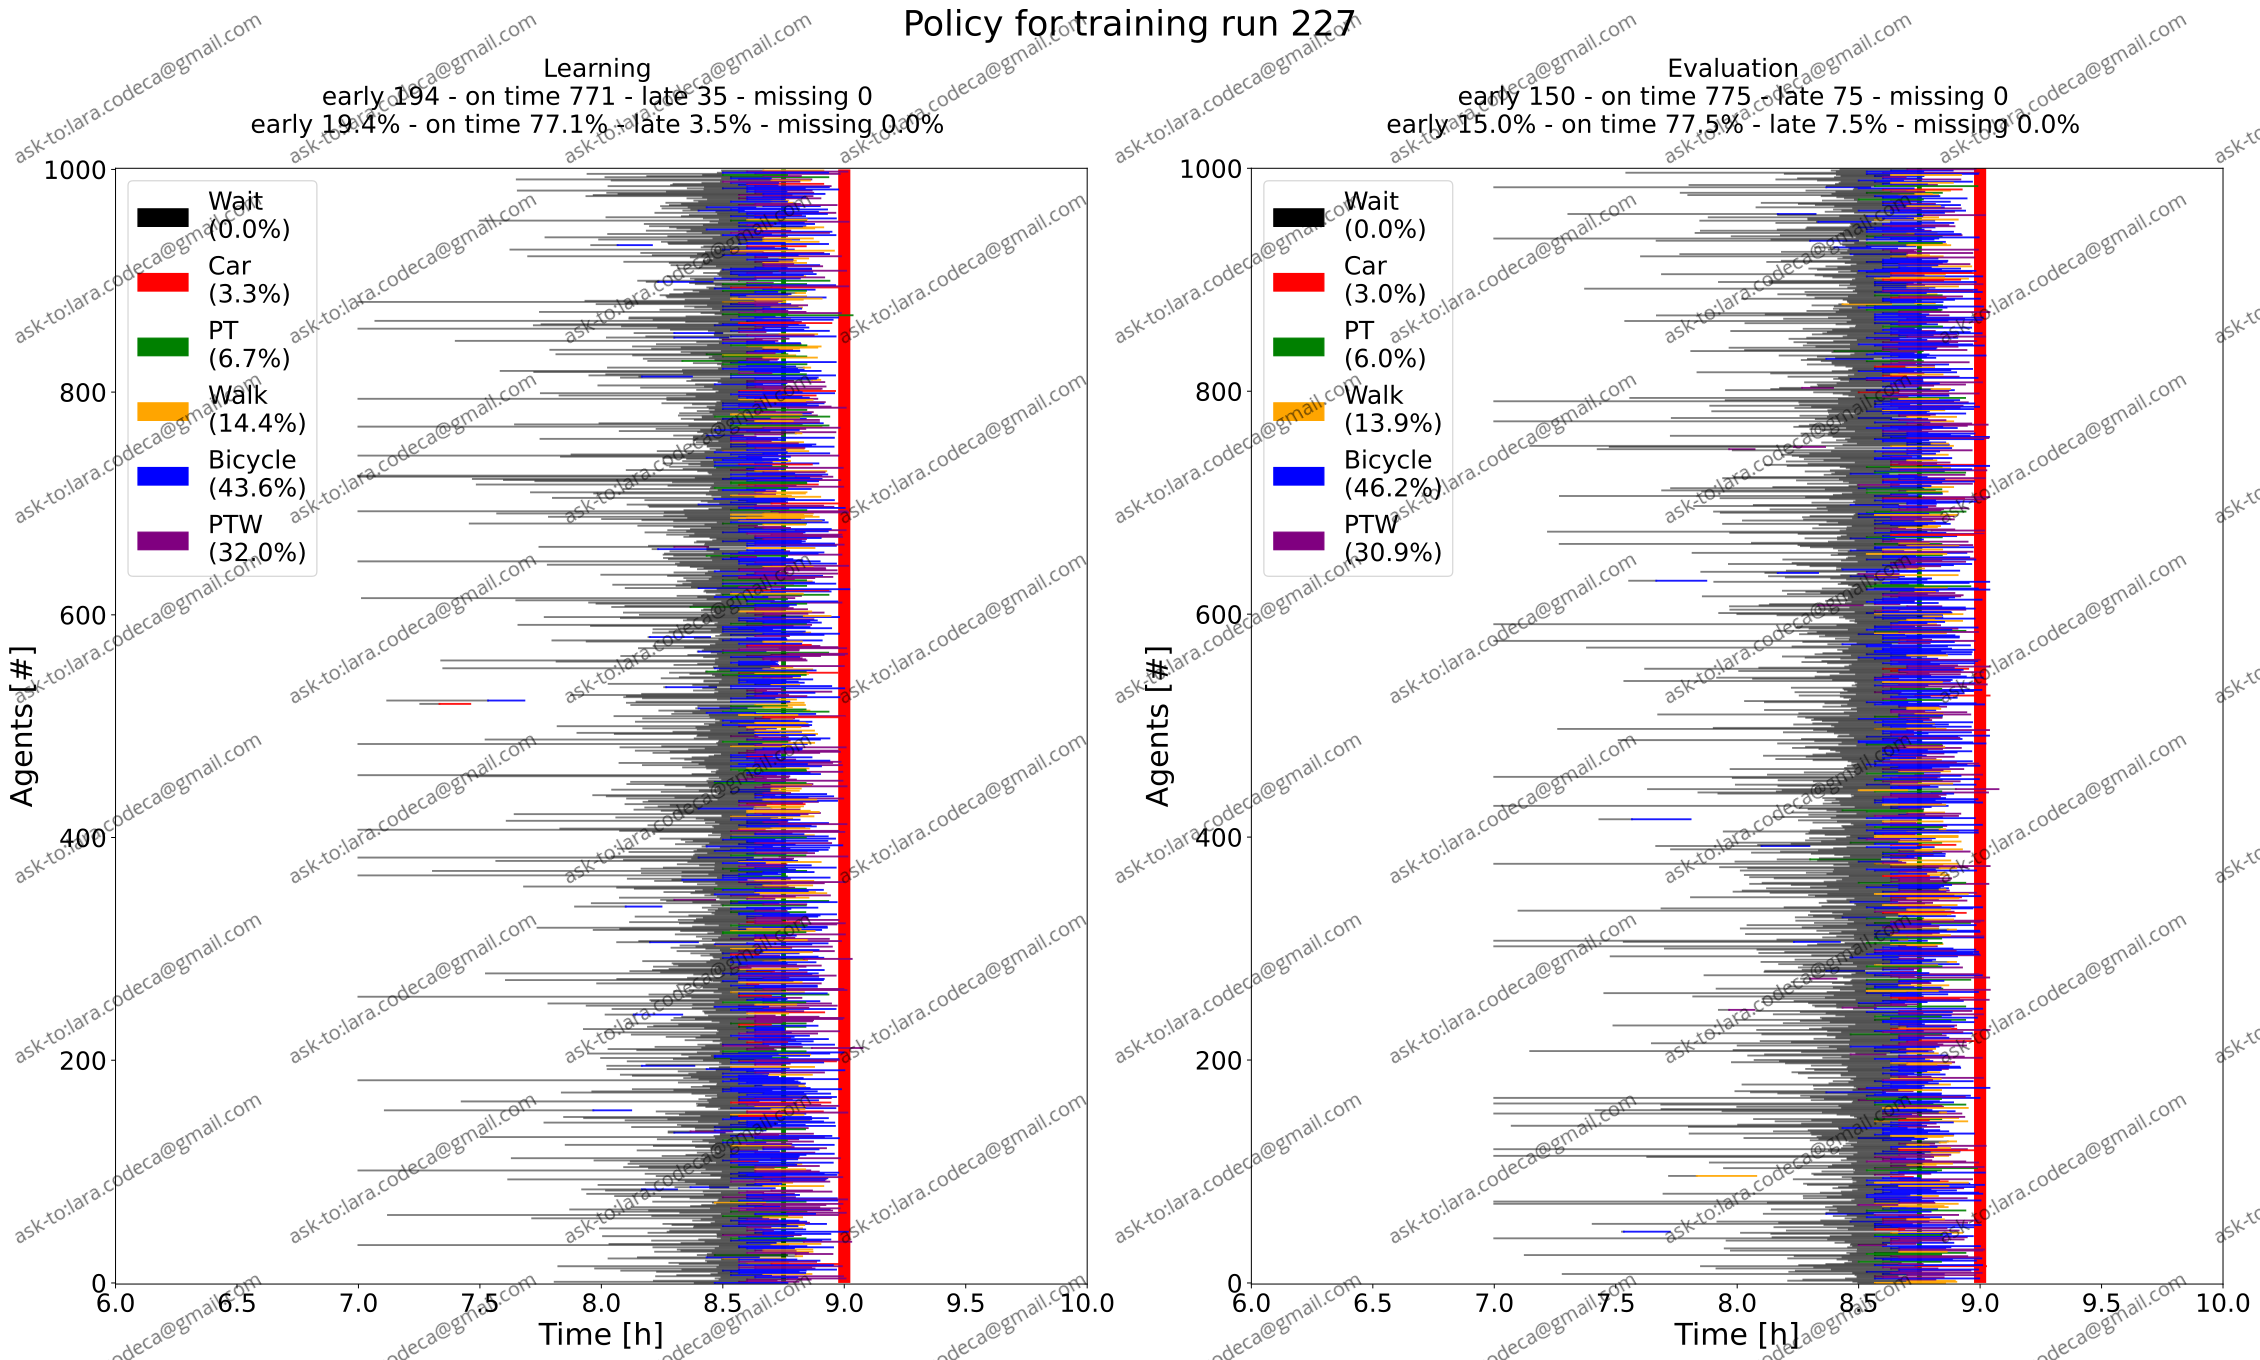 Policy for training run 227
Learning
early 194 - on time 771 - late 35 - missing 0
early 19.4% - on time 77.1% - late 3.5% - missing 0.0%
1000
800
600
400
200
0
Agents [#]
Wait
(0.0%)
Car
(3.3%)
PT
(6.7%)
Walk
(14.4%)
Bicycle
(43.6%)
PTW
(32.0%)
6.0 6.5 7.0 7.5 8.0 8.5 9.0 9.5 10.0
Time [h]
Evaluation
early 150 - on time 775 - late 75 - missing 0
early 15.0% - on time 77.5% - late 7.5% - missing 0.0%
1000
800
600
400
200
0
Agents [#]
Wait
(0.0%)
Car
(3.0%)
PT
(6.0%)
Walk
(13.9%)
Bicycle
(46.2%)
PTW
(30.9%)
6.0 6.5 7.0 7.5 8.0 8.5 9.0 9.5 10.0
Time [h]
ask-to:lara.codeca@gmail.com